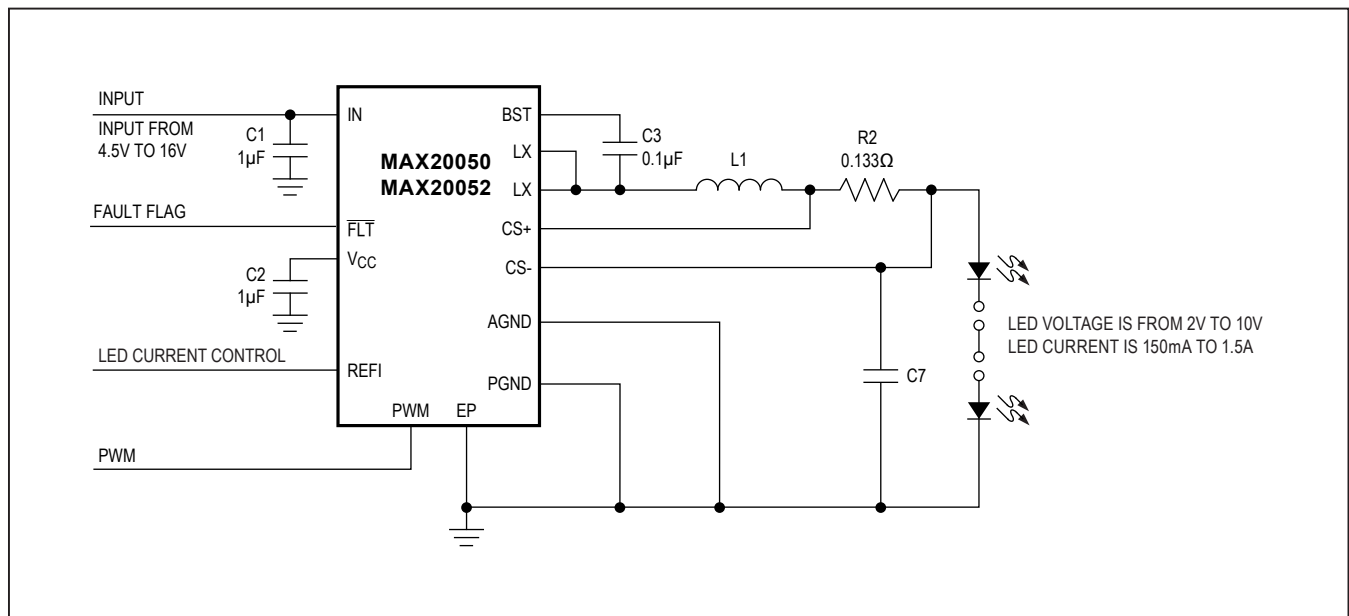 INPUT
INPUT FROM
4.5V TO 16V
C1
1µF
FAULT FLAG
C2
1µF
LED CURRENT CONTROL
PWM
IN
FLT
VCC
REFI
PWM
EP
MAX20050
MAX20052
BST
LX
LX
CS+
CS-
AGND
PGND
C3
0.1µF
L1
R2
0.133Ω
C7
LED VOLTAGE IS FROM 2V TO 10V
LED CURRENT IS 150mA TO 1.5A